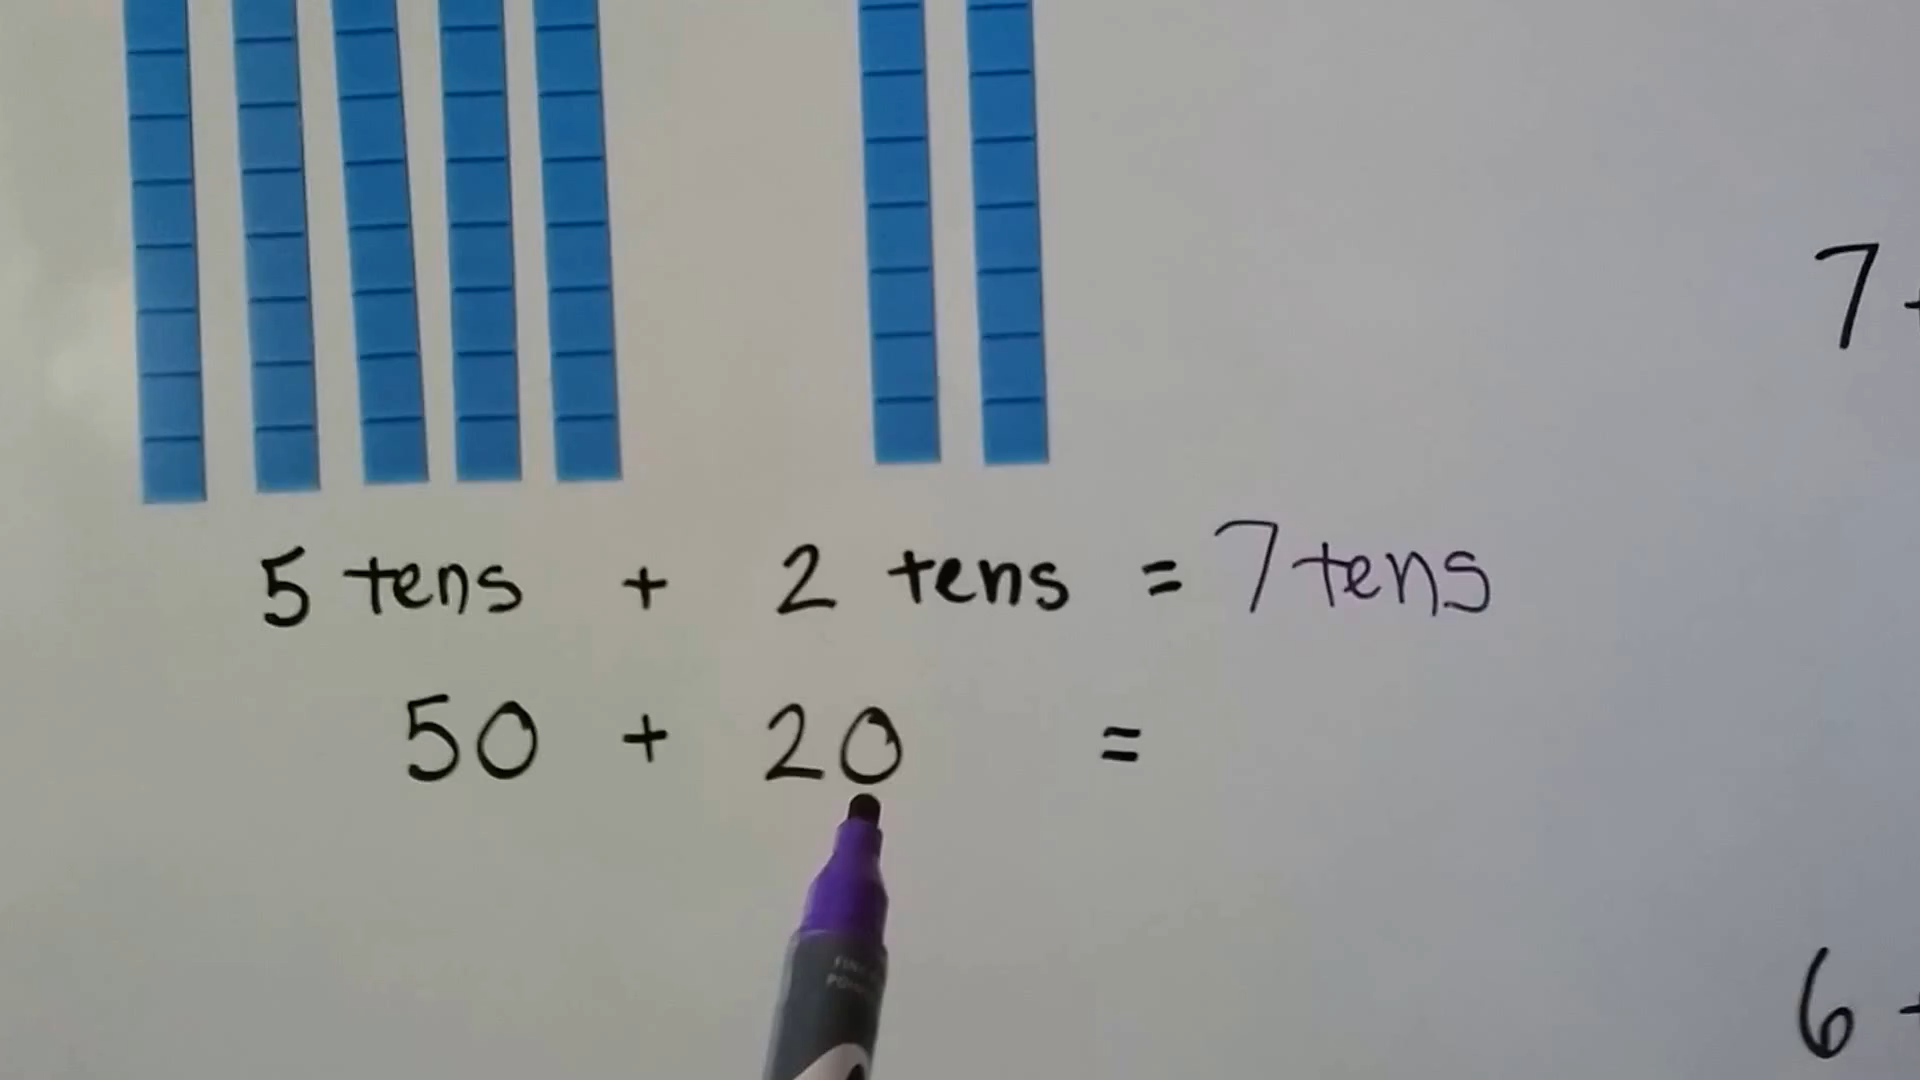 7
5 tens + 2 tens = 7 tens
50 + 20 =
6